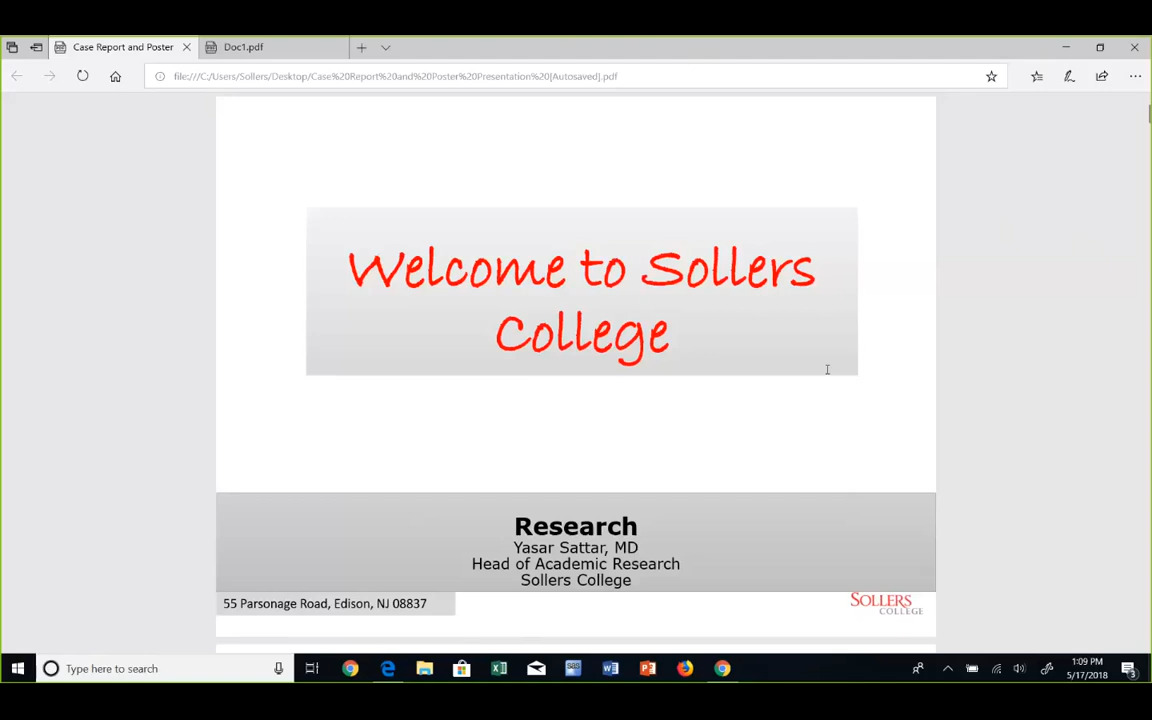 Case Report and Poster
Doc1.pdf
file:///C:/Users/Sollers/Desktop/Case%20Report%20and%20Poster%20Presentation%20[Autosaved].pdf
Welcome to Sollers
College
Research
Yasar Sattar, MD
Head of Academic Research
Sollers College
55 Parsonage Road, Edison, NJ 08837
SOLLERS
COLLEGE
Type here to search
1:09 PM
5/17/2018